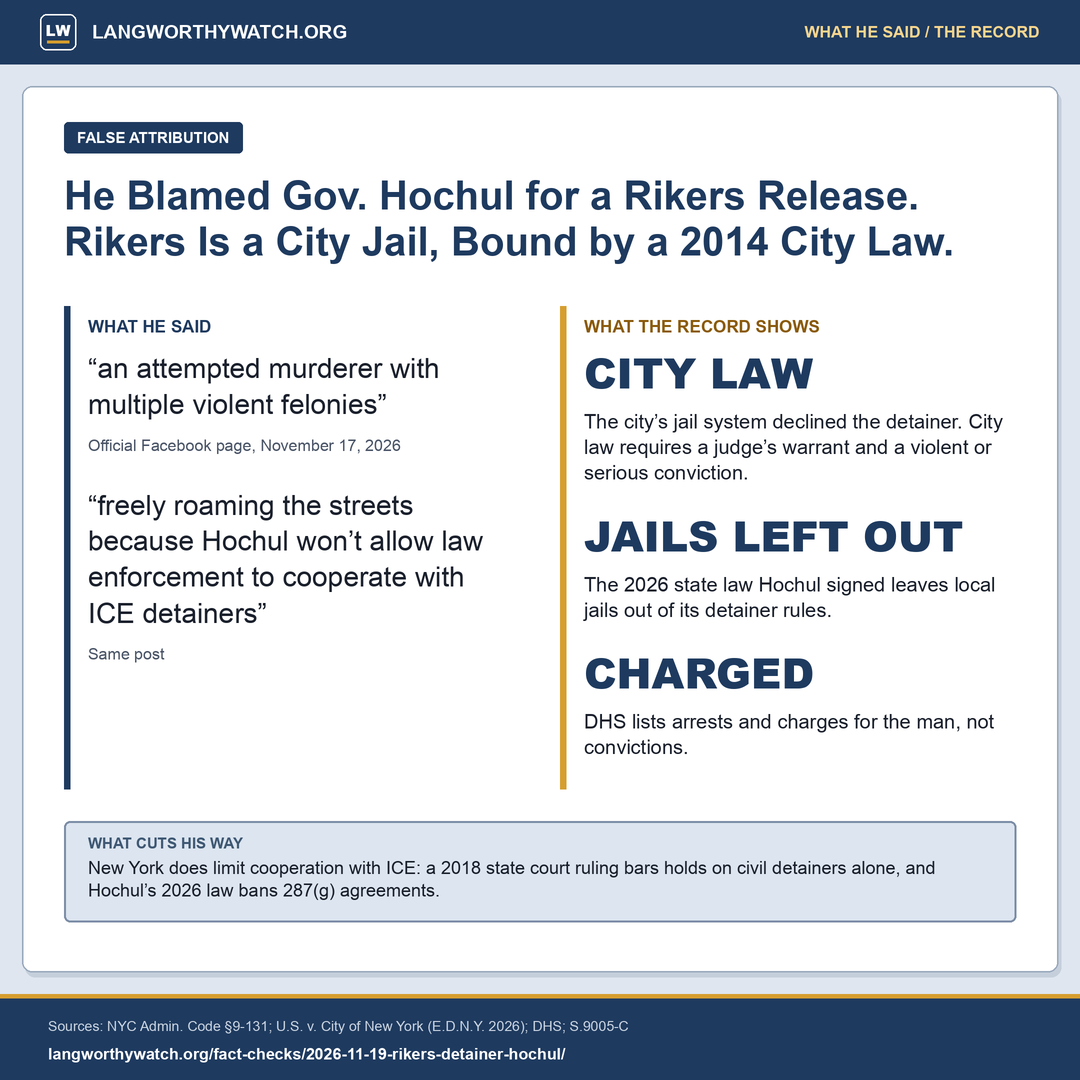 LW
LANGWORTHYWATCH.ORG
WHAT HE SAID / THE RECORD
FALSE ATTRIBUTION
He Blamed Gov. Hochul for a Rikers Release.
Rikers Is a City Jail, Bound by a 2014 City Law.
WHAT HE SAID
“an attempted murderer with
multiple violent felonies”
Official Facebook page, November 17, 2026
“freely roaming the streets
because Hochul won’t allow law
enforcement to cooperate with
ICE detainers”
Same post
WHAT THE RECORD SHOWS
CITY LAW
The city’s jail system declined the detainer. City
law requires a judge’s warrant and a violent or
serious conviction.
JAILS LEFT OUT
The 2026 state law Hochul signed leaves local
jails out of its detainer rules.
CHARGED
DHS lists arrests and charges for the man, not
convictions.
WHAT CUTS HIS WAY
New York does limit cooperation with ICE: a 2018 state court ruling bars holds on civil detainers alone, and
Hochul’s 2026 law bans 287(g) agreements.
Sources: NYC Admin. Code §9-131; U.S. v. City of New York (E.D.N.Y. 2026); DHS; S.9005-C
langworthywatch.org/fact-checks/2026-11-19-rikers-detainer-hochul/